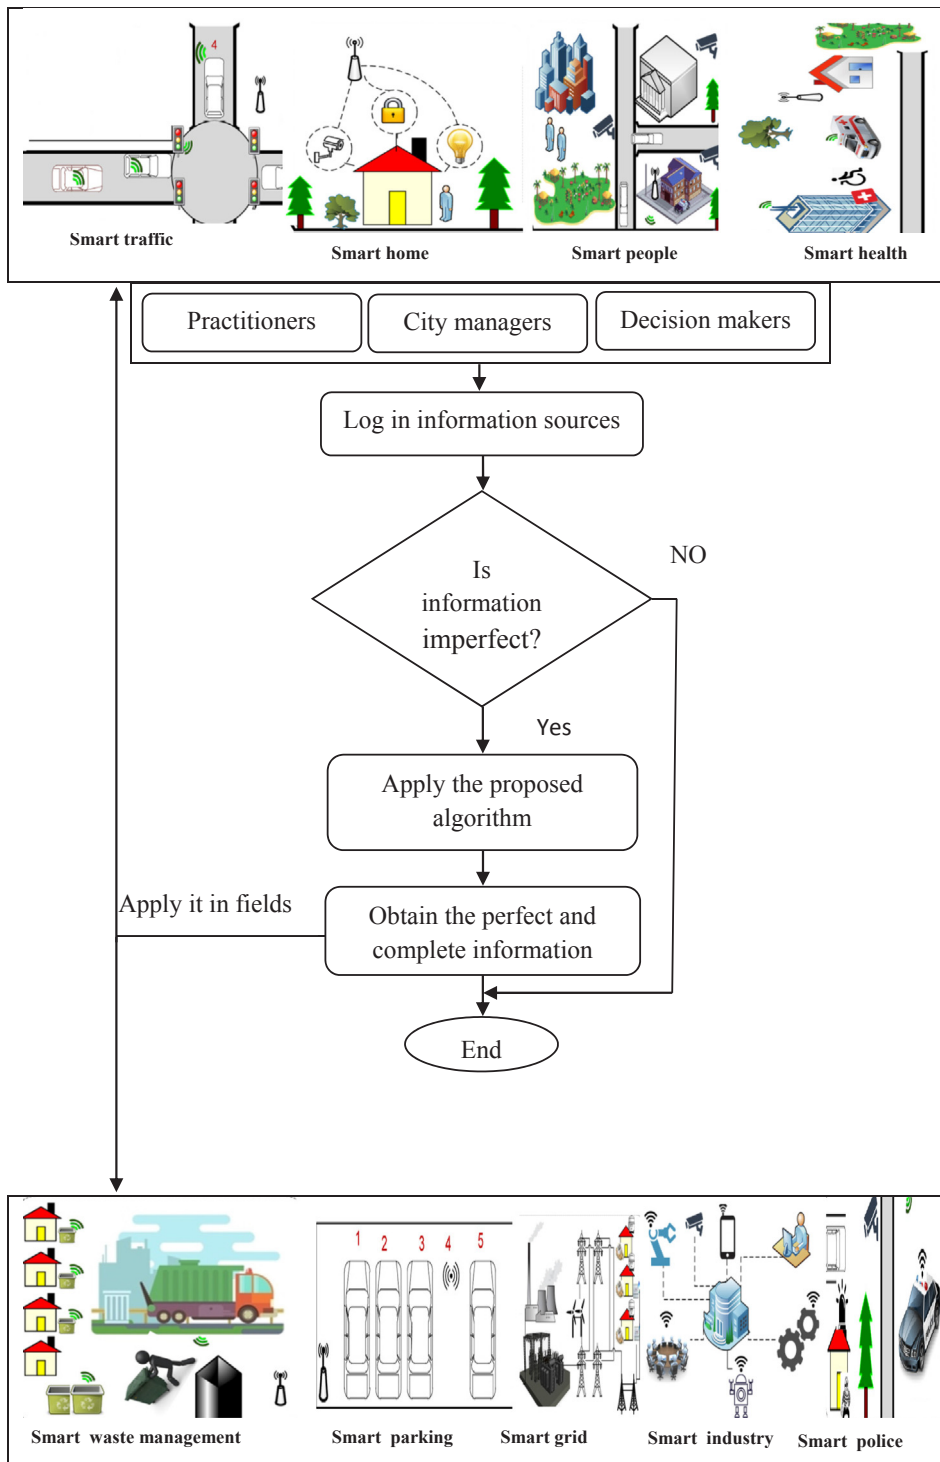 4
Smart traffic
Smart home
Smart people
Smart health
Practitioners
City managers
Decision makers
Log in information sources
Is
information
imperfect?
NO
Yes
Apply the proposed
algorithm
Apply it in fields
Obtain the perfect and
complete information
End
1 2 3 4 5
Smart waste management
Smart parking
Smart grid
Smart industry
Smart police